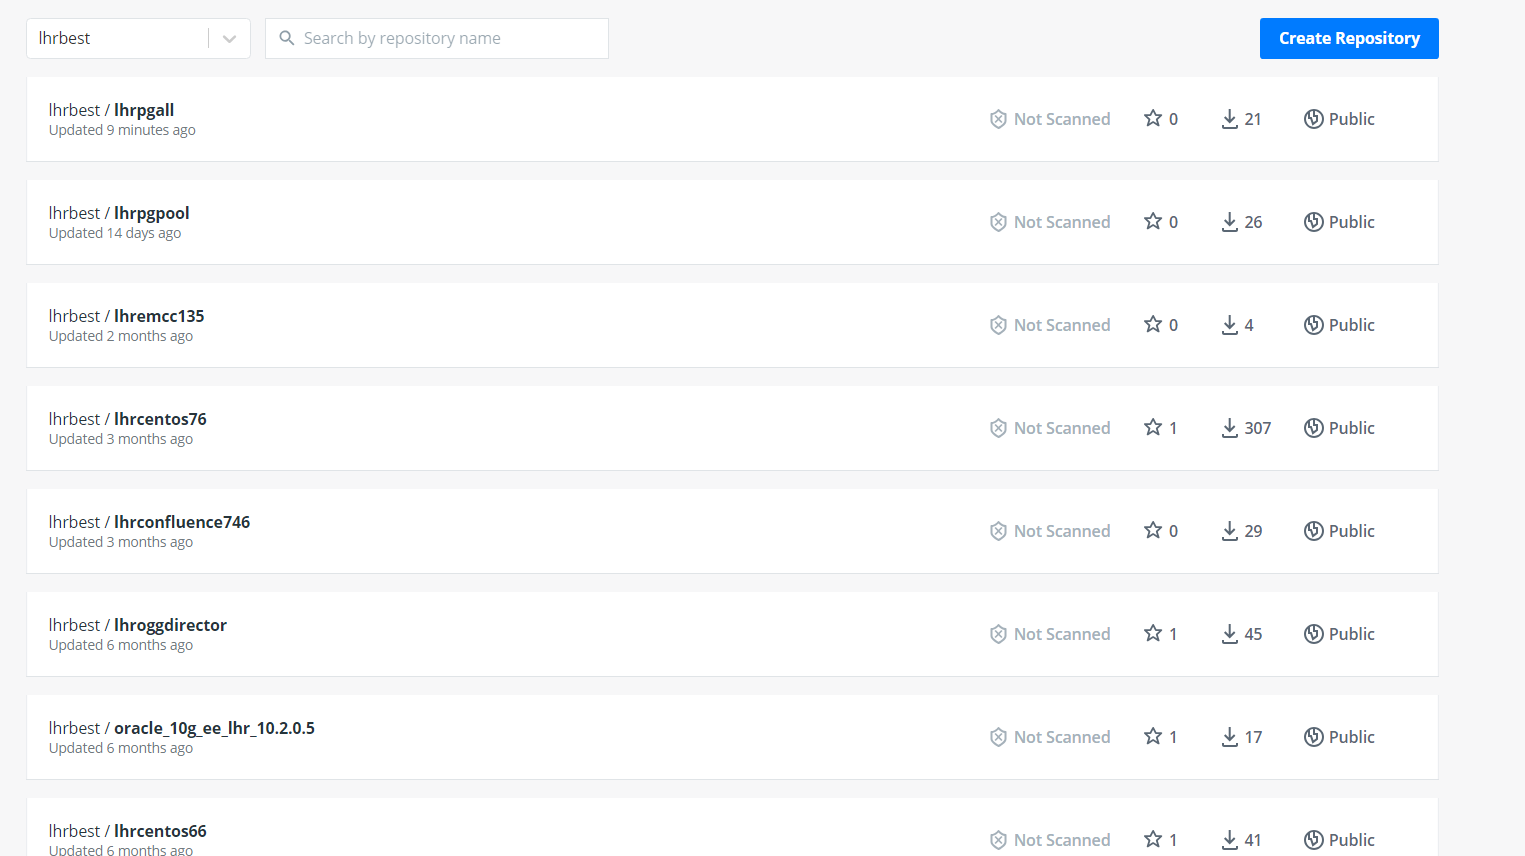 lhrbest
Search by repository name
Create Repository
lhrbest / lhrpgall
Updated 9 minutes ago
Not Scanned
0
21
Public
lhrbest / lhrpgpool
Updated 14 days ago
Not Scanned
0
26
Public
lhrbest / lhremcc135
Updated 2 months ago
Not Scanned
0
4
Public
lhrbest / lhrcentos76
Updated 3 months ago
Not Scanned
1
307
Public
lhrbest / lhrconfluence746
Updated 3 months ago
Not Scanned
0
29
Public
lhrbest / lhroggdirector
Updated 6 months ago
Not Scanned
1
45
Public
lhrbest / oracle_10g_ee_lhr_10.2.0.5
Updated 6 months ago
Not Scanned
1
17
Public
lhrbest / lhrcentos66
Updated 6 months ago
Not Scanned
1
41
Public